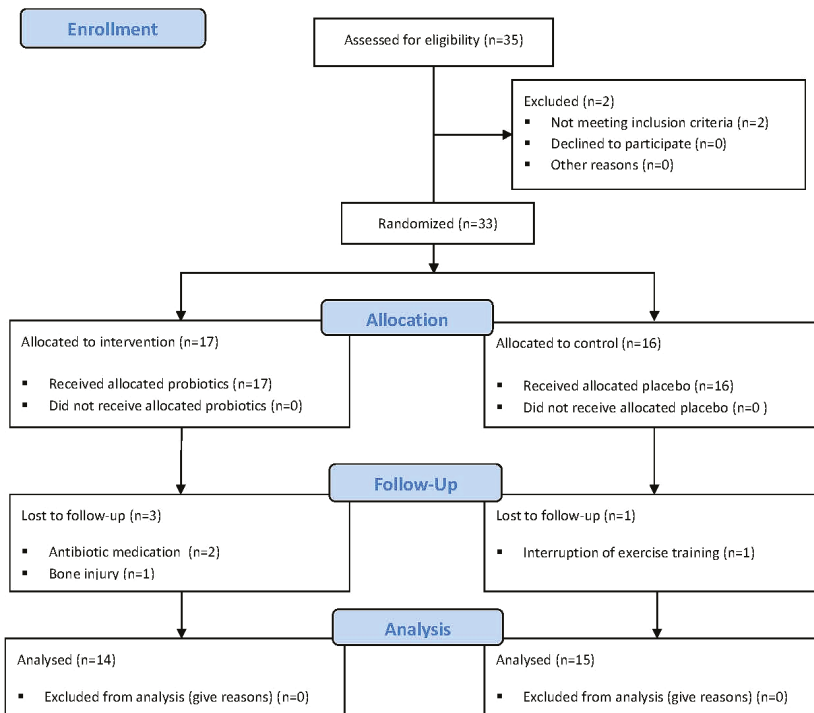 Enrollment
Assessed for eligibility (n=35)
Excluded (n=2)
▪ Not meeting inclusion criteria (n=2)
▪ Declined to participate (n=0)
▪ Other reasons (n=0)
Randomized (n=33)
Allocation
Allocated to intervention (n=17)
▪ Received allocated probiotics (n=17)
▪ Did not receive allocated probiotics (n=0)
Allocated to control (n=16)
▪ Received allocated placebo (n=16)
▪ Did not receive allocated placebo (n=0 )
Follow-Up
Lost to follow-up (n=3)
▪ Antibiotic medication (n=2)
▪ Bone injury (n=1)
Lost to follow-up (n=1)
▪ Interruption of exercise training (n=1)
Analysis
Analysed (n=14)
▪ Excluded from analysis (give reasons) (n=0)
Analysed (n=15)
▪ Excluded from analysis (give reasons) (n=0)